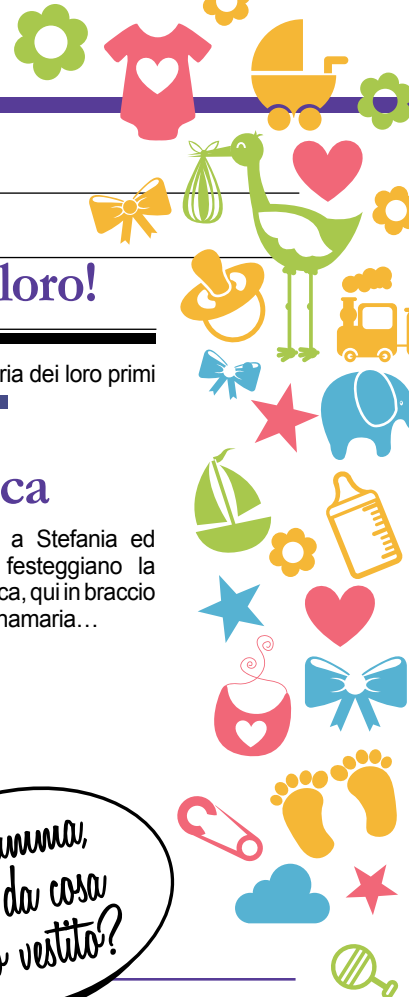 loro!
ria dei loro primi
ca
a Stefania ed
festeggiano la
ca, qui in braccio
namaria…
mma,
da cosa
vestito?